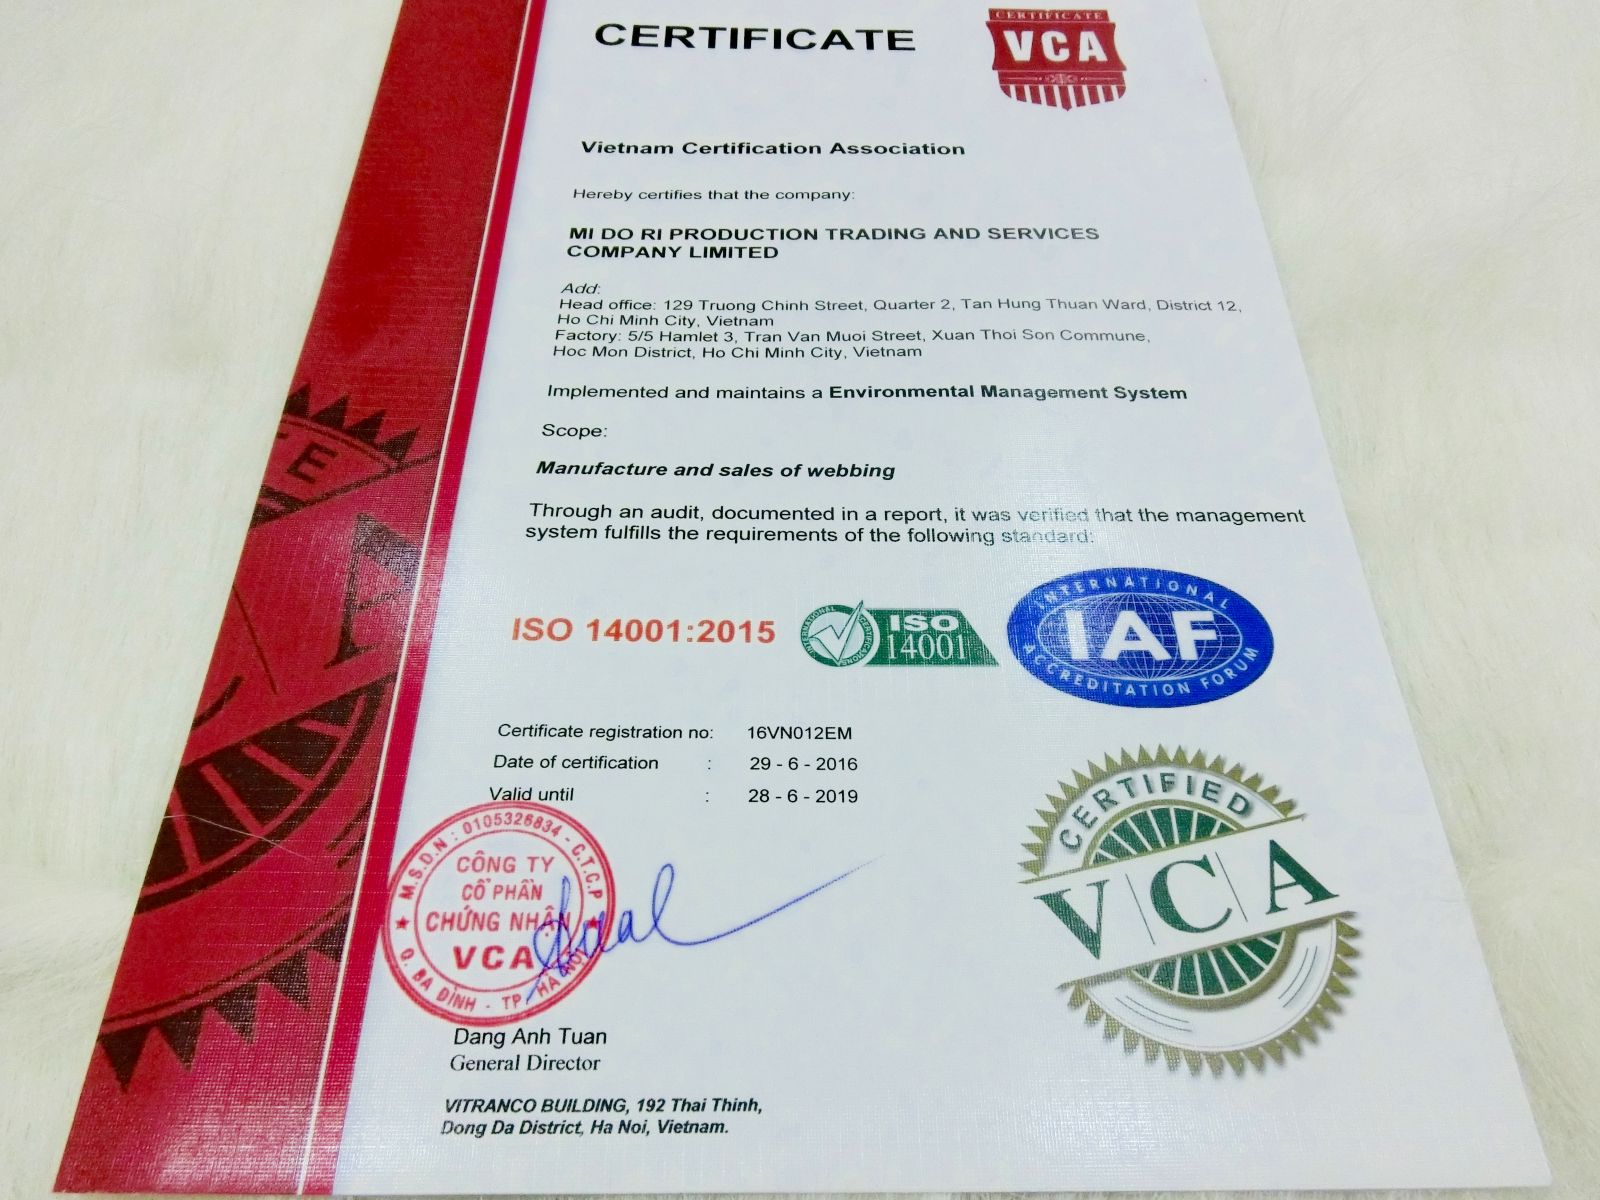 CERTIFICATE
CERTIFICATE
VCA
Vietnam Certification Association
Hereby certifies that the company:
MI DO RI PRODUCTION TRADING AND SERVICES
COMPANY LIMITED
Add:
Head office: 129 Truong Chinh Street, Quarter 2, Tan Hung Thuan Ward, District 12,
Ho Chi Minh City, Vietnam
Factory: 5/5 Hamlet 3, Tran Van Muoi Street, Xuan Thoi Son Commune,
Hoc Mon District, Ho Chi Minh City, Vietnam
Implemented and maintains a Environmental Management System
Scope:
Manufacture and sales of webbing
Through an audit, documented in a report, it was verified that the management
system fulfills the requirements of the following standard:
ISO 14001:2015
INTERNATIONAL CERTIFICATIONS
ISO
14001
INTERNATIONAL
IAF
ACCREDITATION FORUM
Certificate registration no: 16VN012EM
Date of certification : 29 - 6 - 2016
Valid until : 28 - 6 - 2019
M.S.D.N : 0105326834 - C.T.C.P
CÔNG TY
CỔ PHẦN
CHỨNG NHẬN
VCA
Q. BA ĐÌNH - TP. HÀ NỘI
CERTIFIED
VCA
Dang Anh Tuan
General Director
VITRANCO BUILDING, 192 Thai Thinh,
Dong Da District, Ha Noi, Vietnam.